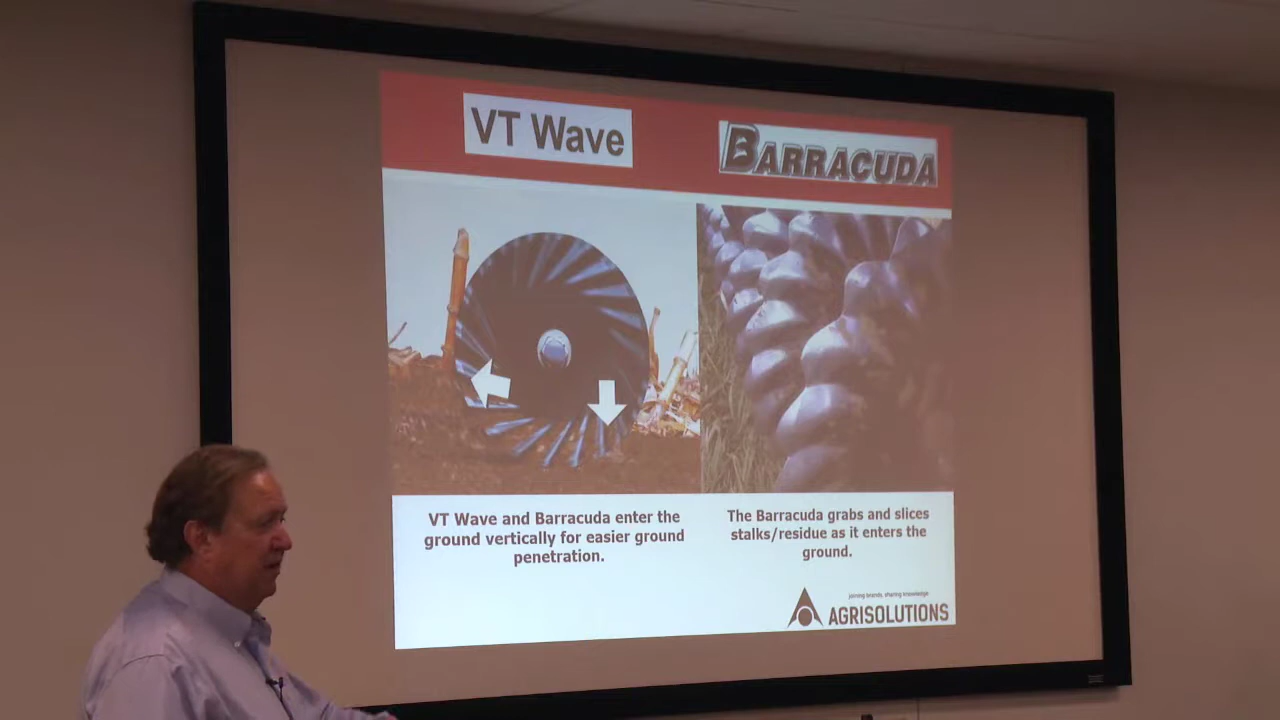 VT Wave
BARRACUDA
VT Wave and Barracuda enter the
ground vertically for easier ground
penetration.
The Barracuda grabs and slices
stalks/residue as it enters the
ground.
joining brands, sharing knowledge
AGRISOLUTIONS